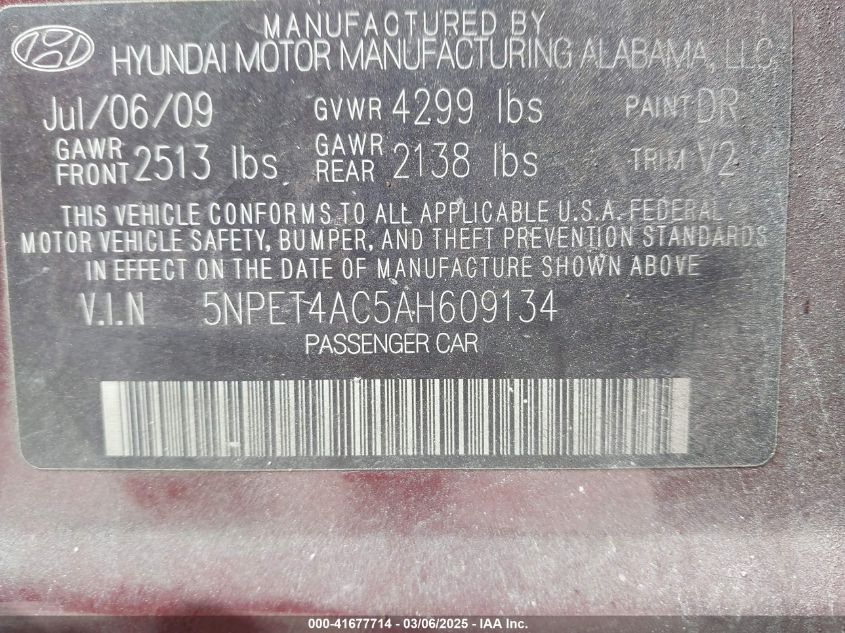 MANUFACTURED BY
HYUNDAI MOTOR MANUFACTURING ALABAMA, LLC
Jul/06/09 GVWR 4299 lbs PAINT DR
GAWR FRONT 2513 lbs GAWR REAR 2138 lbs TRIM V2
THIS VEHICLE CONFORMS TO ALL APPLICABLE U.S.A. FEDERAL
MOTOR VEHICLE SAFETY, BUMPER, AND THEFT PREVENTION STANDARDS
IN EFFECT ON THE DATE OF MANUFACTURE SHOWN ABOVE
V.I.N 5NPET4AC5AH609134
PASSENGER CAR
000-41677714 - 03/06/2025 - IAA Inc.